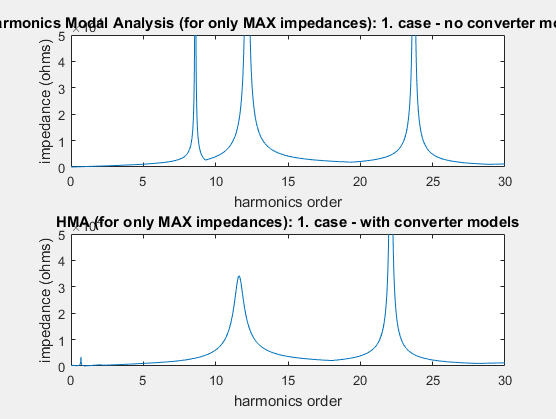 armonics Modal Analysis (for only MAX impedances): 1. case - no converter mo
5
4
3
2
1
0
impedance (ohms)
0 5 10 15 20 25 30
harmonics order
HMA (for only MAX impedances): 1. case - with converter models
5
4
3
2
1
0
impedance (ohms)
0 5 10 15 20 25 30
harmonics order